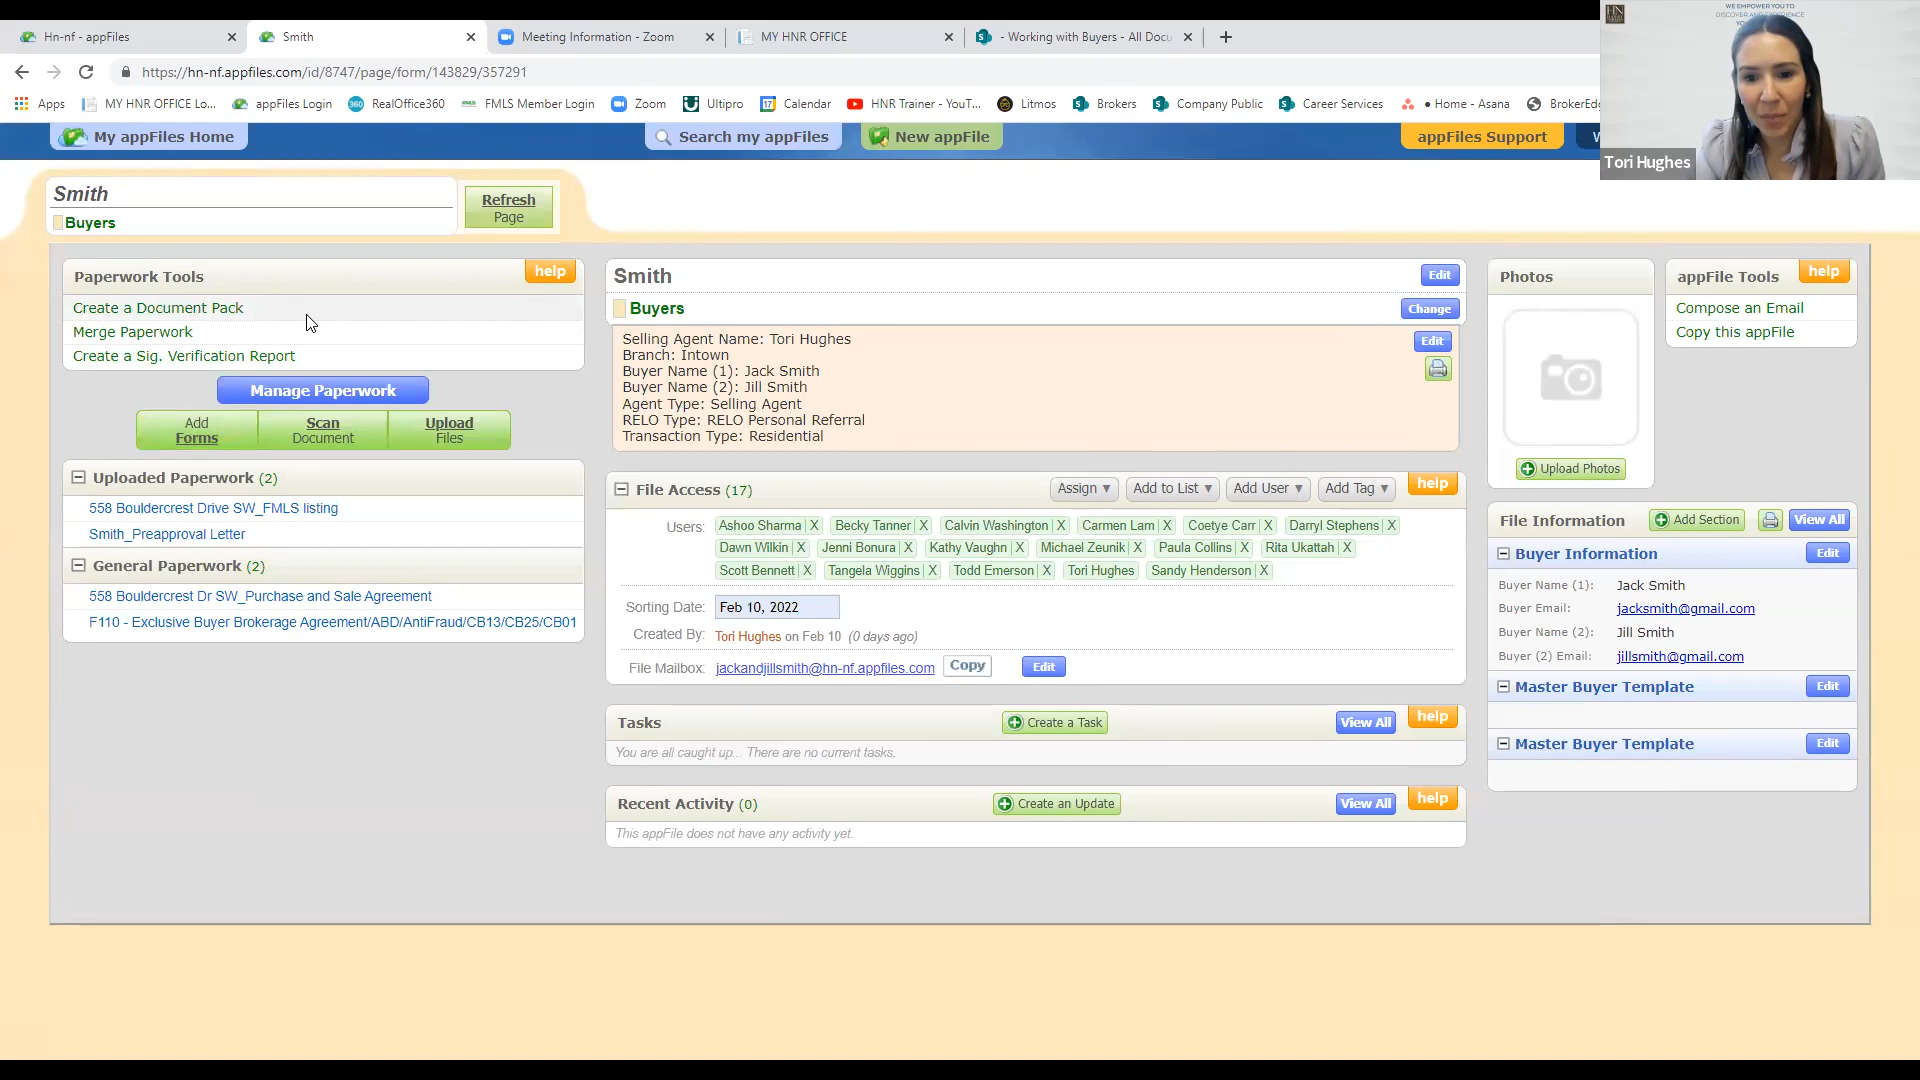 Hn-nf - appFiles
Smith
Meeting Information - Zoom
MY HNR OFFICE
- Working with Buyers - All Docu
https://hn-nf.appfiles.com/id/8747/page/form/143829/357291
Apps
MY HNR OFFICE Lo...
appFiles Login
360
RealOffice360
FMLS Member Login
Zoom
Ultipro
Calendar
HNR Trainer - YouT...
Litmos
Brokers
Company Public
Career Services
• Home - Asana
BrokerEdg
My appFiles Home
Search my appFiles
New appFile
appFiles Support
HN
WE EMPOWER YOU TO
DISCOVER AND EXPERIENCE
Tori Hughes
Smith
Buyers
Refresh
Page
Paperwork Tools
help
Create a Document Pack
Merge Paperwork
Create a Sig. Verification Report
Manage Paperwork
Add
Forms
Scan
Document
Upload
Files
Uploaded Paperwork (2)
558 Bouldercrest Drive SW_FMLS listing
Smith_Preapproval Letter
General Paperwork (2)
558 Bouldercrest Dr SW_Purchase and Sale Agreement
F110 - Exclusive Buyer Brokerage Agreement/ABD/AntiFraud/CB13/CB25/CB01
Smith
Edit
Buyers
Change
Selling Agent Name: Tori Hughes
Edit
Branch: Intown
Buyer Name (1): Jack Smith
Buyer Name (2): Jill Smith
Agent Type: Selling Agent
RELO Type: RELO Personal Referral
Transaction Type: Residential
File Access (17)
Assign ▼
Add to List ▼
Add User ▼
Add Tag ▼
help
Users: Ashoo Sharma X Becky Tanner X Calvin Washington X Carmen Lam X Coetye Carr X Darryl Stephens X
Dawn Wilkin X Jenni Bonura X Kathy Vaughn X Michael Zeunik X Paula Collins X Rita Ukattah X
Scott Bennett X Tangela Wiggins X Todd Emerson X Tori Hughes Sandy Henderson X
Sorting Date: Feb 10, 2022
Created By: Tori Hughes on Feb 10 (0 days ago)
File Mailbox: jackandjillsmith@hn-nf.appfiles.com Copy Edit
Tasks
Create a Task
View All
help
You are all caught up... There are no current tasks.
Recent Activity (0)
Create an Update
View All
help
This appFile does not have any activity yet.
Photos
Upload Photos
appFile Tools
help
Compose an Email
Copy this appFile
File Information
Add Section
View All
Buyer Information
Edit
Buyer Name (1): Jack Smith
Buyer Email: jacksmith@gmail.com
Buyer Name (2): Jill Smith
Buyer (2) Email: jillsmith@gmail.com
Master Buyer Template
Edit
Master Buyer Template
Edit